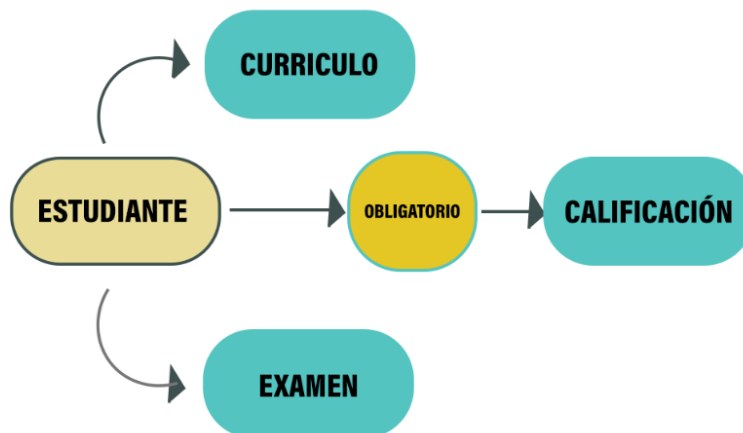 CURRICULO
ESTUDIANTE
OBLIGATORIO
CALIFICACIÓN
EXAMEN